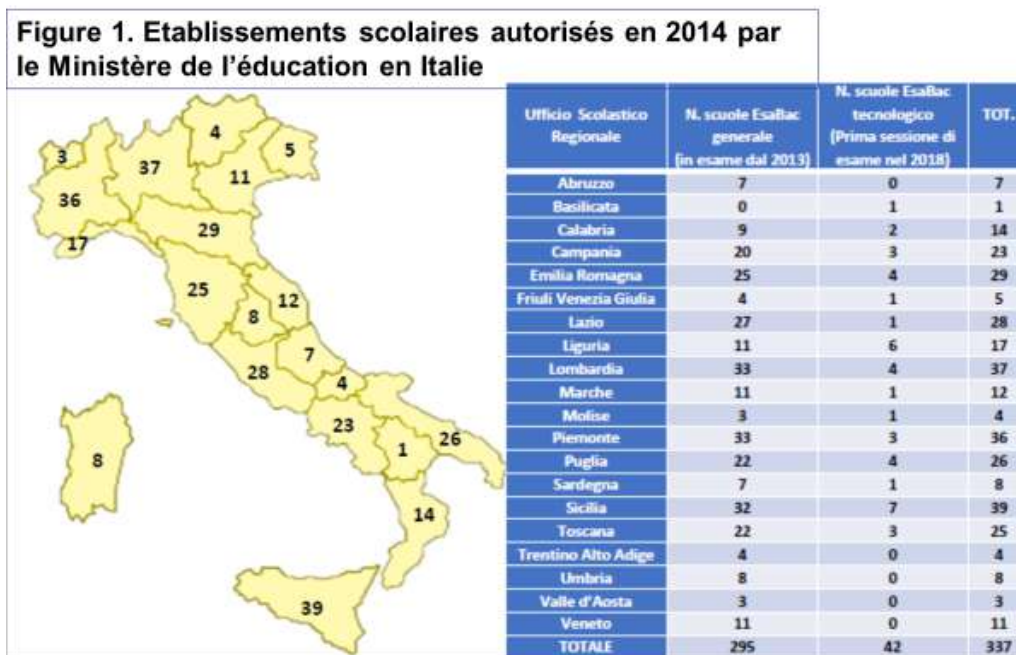 Figure 1. Etablissements scolaires autorisés en 2014 par
le Ministère de l'éducation en Italie
4
5
3
37
11
36
29
17
25
12
8
7
28
4
23
26
1
8
14
39
Ufficio Scolastico Regionale | N. scuole EsaBac generale (in esame dal 2013) | N. scuole EsaBac tecnologico (Prima sessione di esame nel 2018) | TOT.
Abruzzo 7 0 7
Basilicata 0 1 1
Calabria 9 2 14
Campania 20 3 23
Emilia Romagna 25 4 29
Friuli Venezia Giulia 4 1 5
Lazio 27 1 28
Liguria 11 6 17
Lombardia 33 4 37
Marche 11 1 12
Molise 3 1 4
Piemonte 33 3 36
Puglia 22 4 26
Sardegna 7 1 8
Sicilia 32 7 39
Toscana 22 3 25
Trentino Alto Adige 4 0 4
Umbria 8 0 8
Valle d'Aosta 3 0 3
Veneto 11 0 11
TOTALE 295 42 337